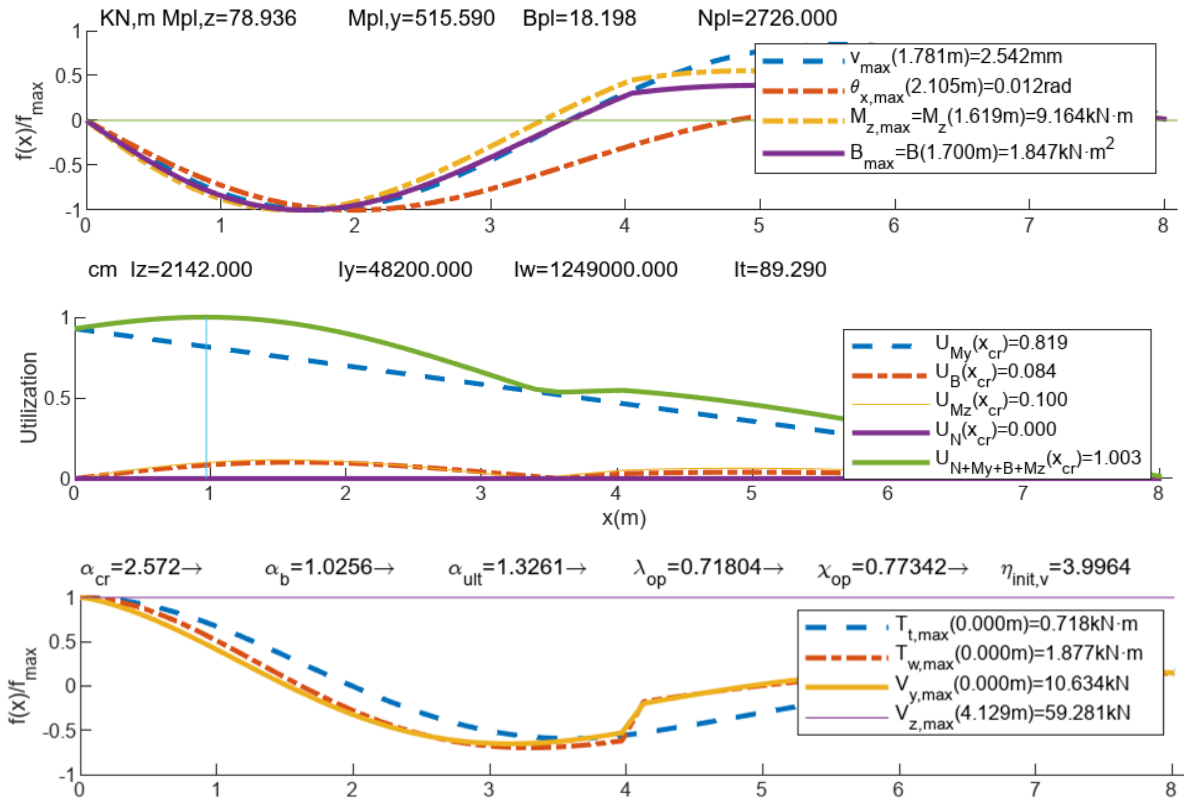 KN,m Mpl,z=78.936 Mpl,y=515.590 Bpl=18.198 Npl=2726.000
1
0.5
0
-0.5
-1
f(x)/f_max
v_max(1.781m)=2.542mm
θ_x,max(2.105m)=0.012rad
M_z,max=M_z(1.619m)=9.164kN·m
B_max=B(1.700m)=1.847kN·m²
0 1 2 3 4 5 6 7 8
cm Iz=2142.000 Iy=48200.000 Iw=1249000.000 It=89.290
1
0.5
0
Utilization
U_My(x_cr)=0.819
U_B(x_cr)=0.084
U_Mz(x_cr)=0.100
U_N(x_cr)=0.000
U_N+My+B+Mz(x_cr)=1.003
0 1 2 3 4 5 6 7 8
x(m)
α_cr=2.572→ α_b=1.0256→ α_ult=1.3261→ λ_op=0.71804→ χ_op=0.77342→ η_init,v=3.9964
1
0.5
0
-0.5
-1
f(x)/f_max
T_t,max(0.000m)=0.718kN·m
T_w,max(0.000m)=1.877kN·m
V_y,max(0.000m)=10.634kN
V_z,max(4.129m)=59.281kN
0 1 2 3 4 5 6 7 8